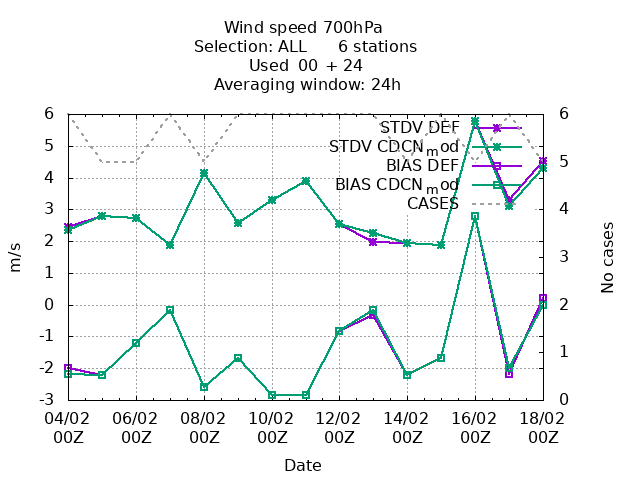 Wind speed 700hPa
Selection: ALL 6 stations
Used 00 + 24
Averaging window: 24h
6 6
STDV DEF
STDV CDCN_mod
BIAS DEF
BIAS CDCN_mod
CASES
5 5
4 4
3
2 3
1
0 2
-1
-2 1
-3 0
m/s
No cases
04/02 06/02 08/02 10/02 12/02 14/02 16/02 18/02
00Z 00Z 00Z 00Z 00Z 00Z 00Z 00Z
Date